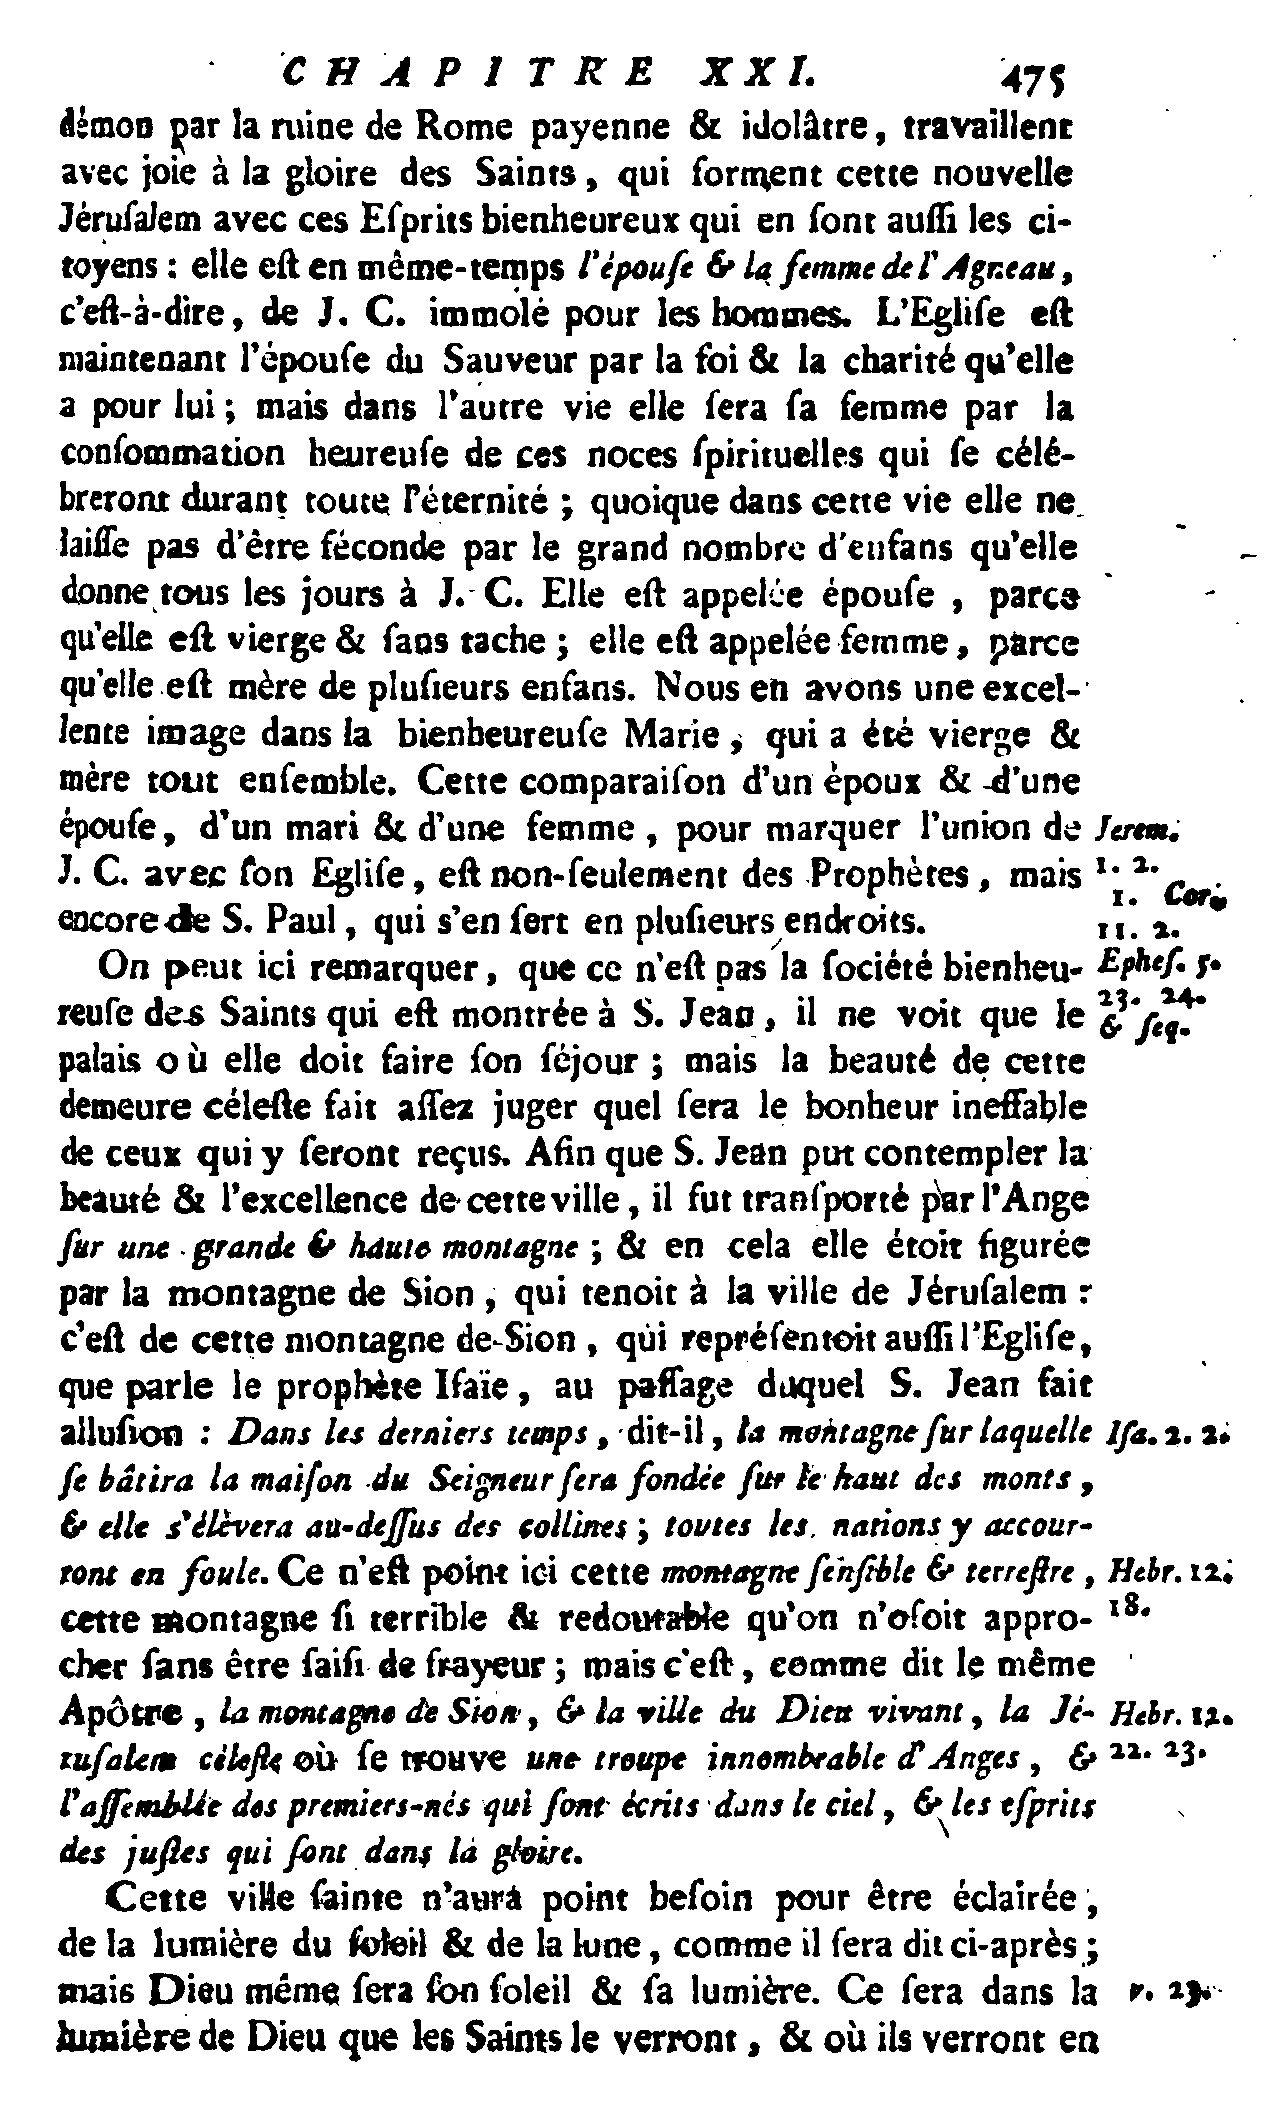 CHAPITRE XXI. 475
démon par la ruine de Rome payenne & idolâtre, travaillent
avec joie à la gloire des Saints, qui forment cette nouvelle
Jéruſalem avec ces Eſprits bienheureux qui en ſont auſſi les ci-
toyens : elle eſt en même-temps l'épouſe & la femme de l'Agneau,
c'eſt-à-dire, de J. C. immolé pour les hommes. L'Egliſe eſt
maintenant l'épouſe du Sauveur par la foi & la charité qu'elle
a pour lui ; mais dans l'autre vie elle ſera ſa femme par la
conſommation heureuſe de ces noces ſpirituelles qui ſe célé-
breront durant toute l'éternité ; quoique dans cette vie elle ne
laiſſe pas d'être féconde par le grand nombre d'enfans qu'elle
donne tous les jours à J. C. Elle eſt appelée épouſe , parce
qu'elle eſt vierge & ſans tache ; elle eſt appelée femme, parce
qu'elle eſt mère de pluſieurs enfans. Nous en avons une excel-
lente image dans la bienheureuſe Marie, qui a été vierge &
mère tout enſemble. Cette comparaiſon d'un époux & d'une
épouſe, d'un mari & d'une femme, pour marquer l'union de Jerem.
J. C. avec ſon Egliſe, eſt non-ſeulement des Prophètes, mais 1. 2.
1. Cor.
encore de S. Paul, qui s'en ſert en pluſieurs endroits. 11. 2.
On peut ici remarquer, que ce n'eſt pas la ſociété bienheu- Epheſ. 5.
reuſe des Saints qui eſt montrée à S. Jean, il ne voit que le 23. 24.
& ſeq.
palais où elle doit faire ſon ſéjour ; mais la beauté de cette
demeure céleſte fait aſſez juger quel ſera le bonheur ineffable
de ceux qui y ſeront reçus. Afin que S. Jean put contempler la
beauté & l'excellence de cette ville, il fut tranſporté par l'Ange
ſur une grande & haute montagne ; & en cela elle étoit figurée
par la montagne de Sion, qui tenoit à la ville de Jéruſalem :
c'eſt de cette montagne de Sion, qui repréſentoit auſſi l'Egliſe,
que parle le prophète Iſaïe, au paſſage duquel S. Jean fait
alluſion : Dans les derniers temps, dit-il, la montagne ſur laquelle Iſa. 2. 2.
ſe bâtira la maiſon du Seigneur ſera fondée ſur le haut des monts,
& elle s'élèvera au-deſſus des collines ; toutes les nations y accour-
ront en foule. Ce n'eſt point ici cette montagne ſenſible & terreſtre, Hebr. 12.
cette montagne ſi terrible & redoutable qu'on n'oſoit appro- 18.
cher ſans être ſaiſi de frayeur ; mais c'eſt, comme dit le même
Apôtre, la montagne de Sion, & la ville du Dieu vivant, la Jé- Hebr. 12.
ruſalem céleſte où ſe trouve une troupe innombrable d'Anges, & 22. 23.
l'aſſemblée des premiers-nés qui ſont écrits dans le ciel, & les eſprits
des juſtes qui ſont dans la gloire.
Cette ville ſainte n'aura point beſoin pour être éclairée,
de la lumière du ſoleil & de la lune, comme il ſera dit ci-après ;
mais Dieu même ſera ſon ſoleil & ſa lumière. Ce ſera dans la v. 23.
lumière de Dieu que les Saints le verront, & où ils verront en